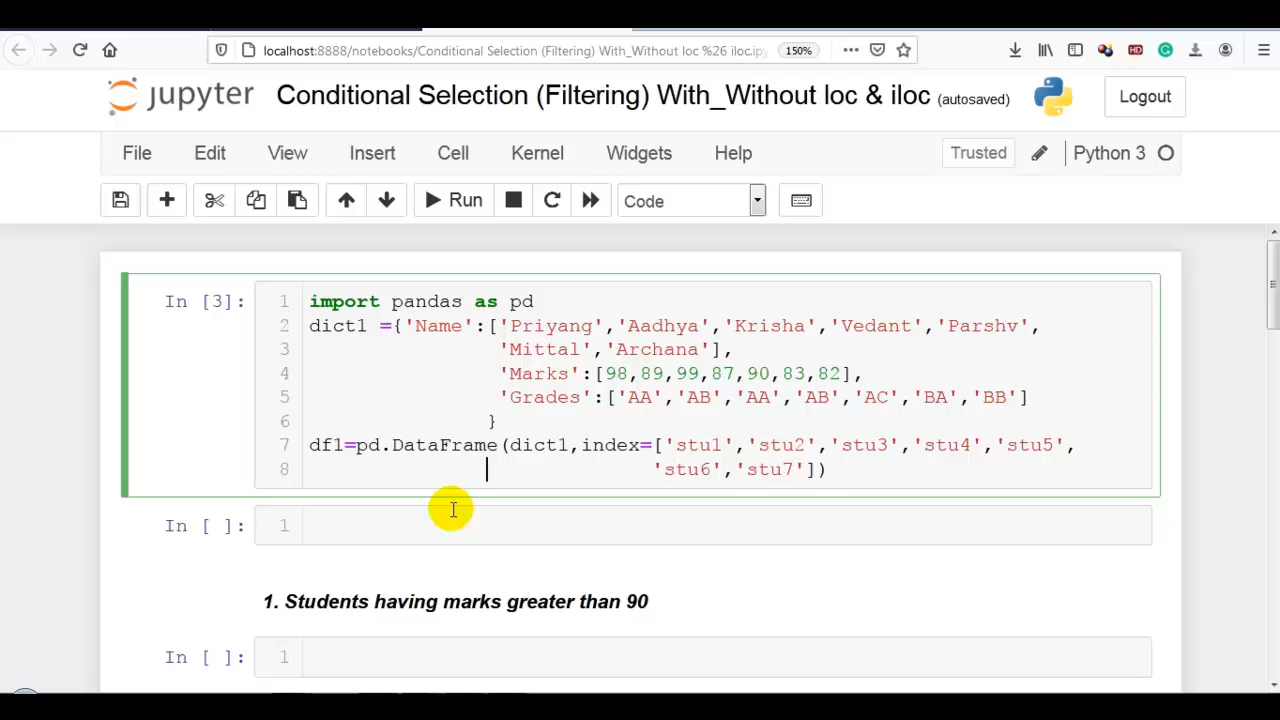 localhost:8888/notebooks/Conditional Selection (Filtering) With_Without loc %26 iloc.ipy
150%
HD
jupyter Conditional Selection (Filtering) With_Without loc & iloc (autosaved)
Logout
File Edit View Insert Cell Kernel Widgets Help Trusted Python 3
Run Code
In [3]:
1 import pandas as pd
2 dict1 ={'Name':['Priyang','Aadhya','Krisha','Vedant','Parshv',
3 'Mittal','Archana'],
4 'Marks':[98,89,99,87,90,83,82],
5 'Grades':['AA','AB','AA','AB','AC','BA','BB']
6 }
7 df1=pd.DataFrame(dict1,index=['stu1','stu2','stu3','stu4','stu5',
8 'stu6','stu7'])
In [ ]: 1
1. Students having marks greater than 90
In [ ]: 1